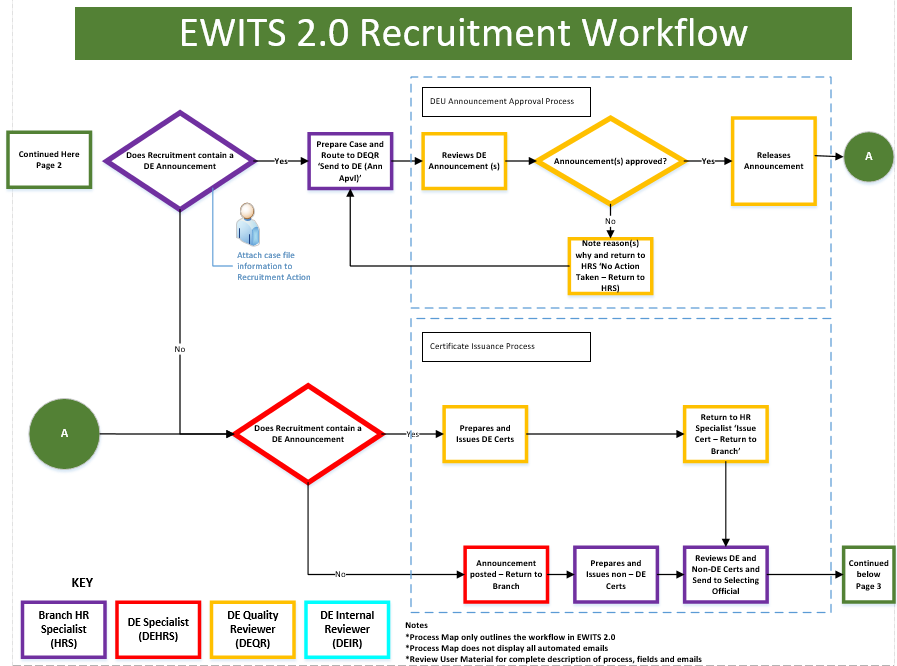 EWITS 2.0 Recruitment Workflow
DEU Announcement Approval Process
Continued Here
Page 2
Does Recruitment contain a
DE Announcement
Yes
Prepare Case and
Route to DEQR
‘Send to DE (Ann
Apvl)’
Reviews DE
Announcement (s)
Announcement(s) approved?
Yes
Releases
Announcement
A
No
Note reason(s)
why and return to
HRS ‘No Action
Taken – Return to
HRS)
Attach case file
information to
Recruitment Action
No
Certificate Issuance Process
A
Does Recruitment contain a
DE Announcement
Yes
Prepares and
Issues DE Certs
Return to HR
Specialist ‘Issue
Cert – Return to
Branch’
No
Announcement
posted – Return to
Branch
Prepares and
Issues non – DE
Certs
Reviews DE and
Non-DE Certs and
Send to Selecting
Official
Continued
below
Page 3
KEY
Branch HR
Specialist
(HRS)
DE Specialist
(DEHRS)
DE Quality
Reviewer
(DEQR)
DE Internal
Reviewer
(DEIR)
Notes
*Process Map only outlines the workflow in EWITS 2.0
*Process Map does not display all automated emails
*Review User Material for complete description of process, fields and emails